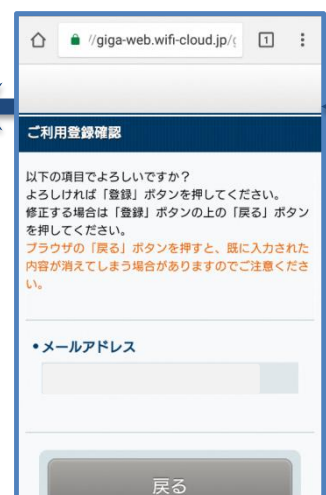 //giga-web.wifi-cloud.jp/g
1
ご利用登録確認
以下の項目でよろしいですか？
よろしければ「登録」ボタンを押してください。
修正する場合は「登録」ボタンの上の「戻る」ボタン
を押してください。
ブラウザの「戻る」ボタンを押すと、既に入力された
内容が消えてしまう場合がありますのでご注意くださ
い。
•メールアドレス
戻る